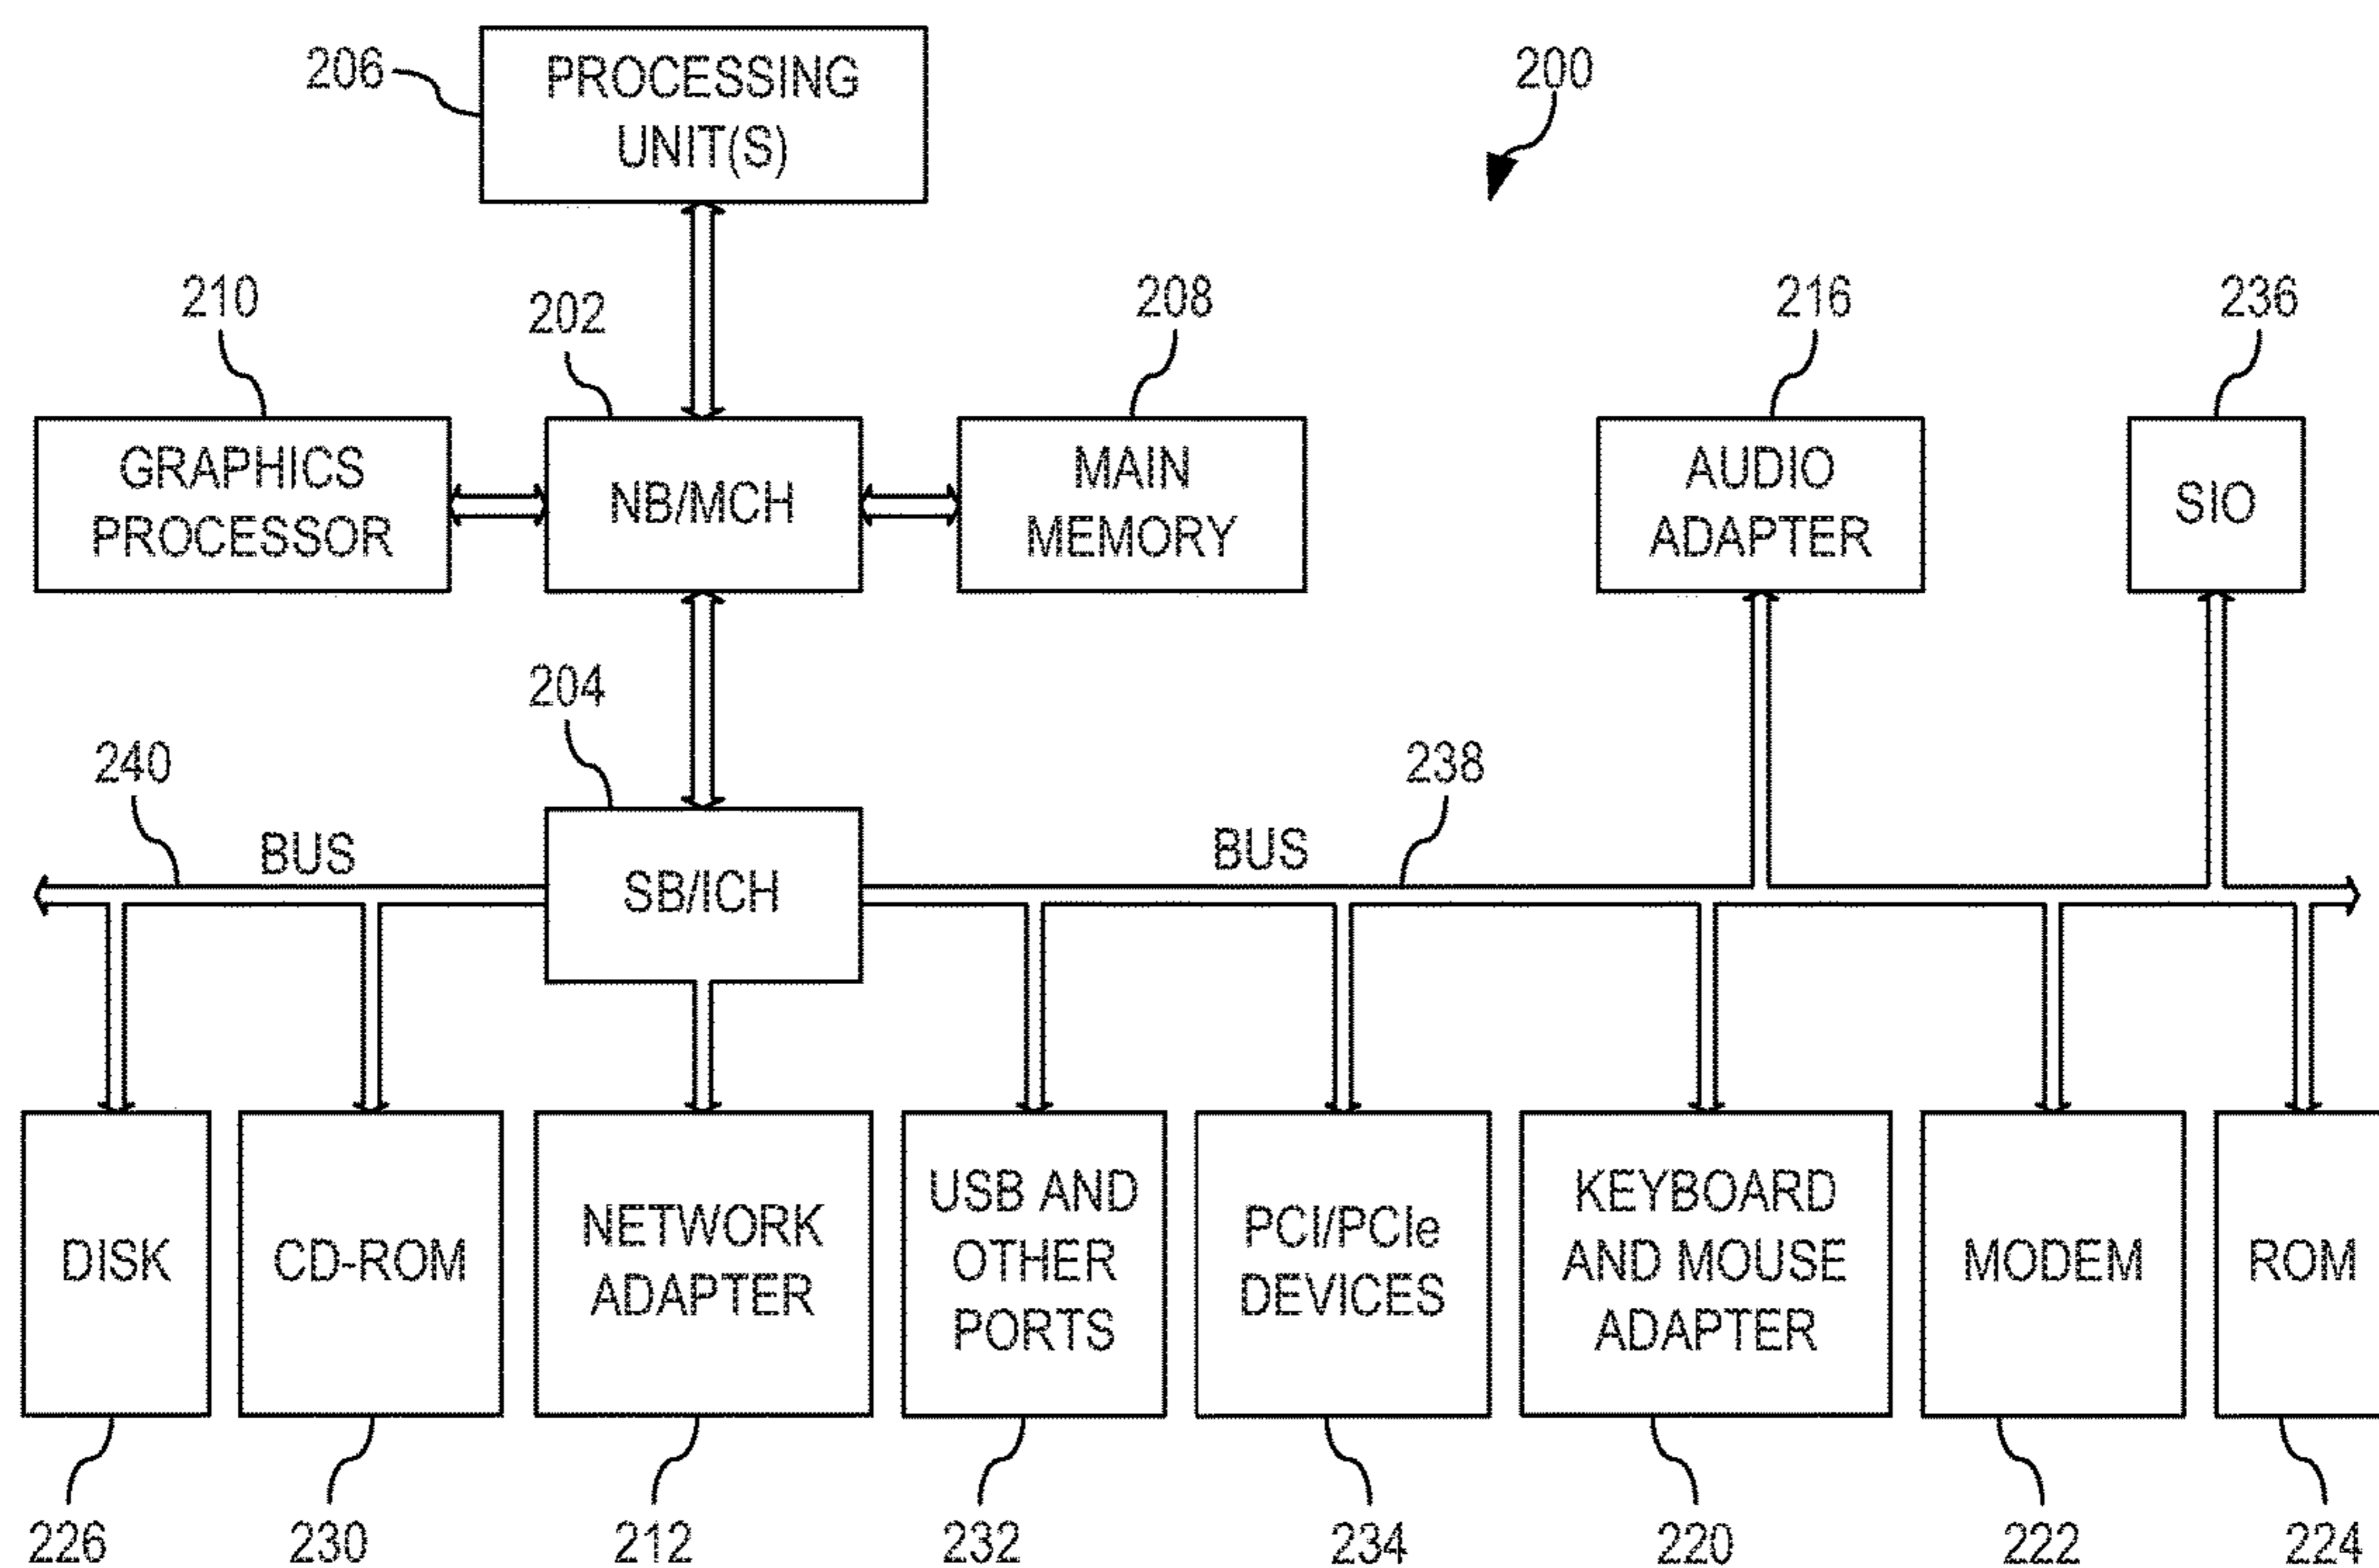 206
PROCESSING
UNIT(S)
200
210
202
208
216
236
GRAPHICS
PROCESSOR
NB/MCH
MAIN
MEMORY
AUDIO
ADAPTER
SIO
204
240
238
BUS
BUS
SB/ICH
DISK
CD-ROM
NETWORK
ADAPTER
USB AND
OTHER
PORTS
PCI/PCIe
DEVICES
KEYBOARD
AND MOUSE
ADAPTER
MODEM
ROM
226
230
212
232
234
220
222
224